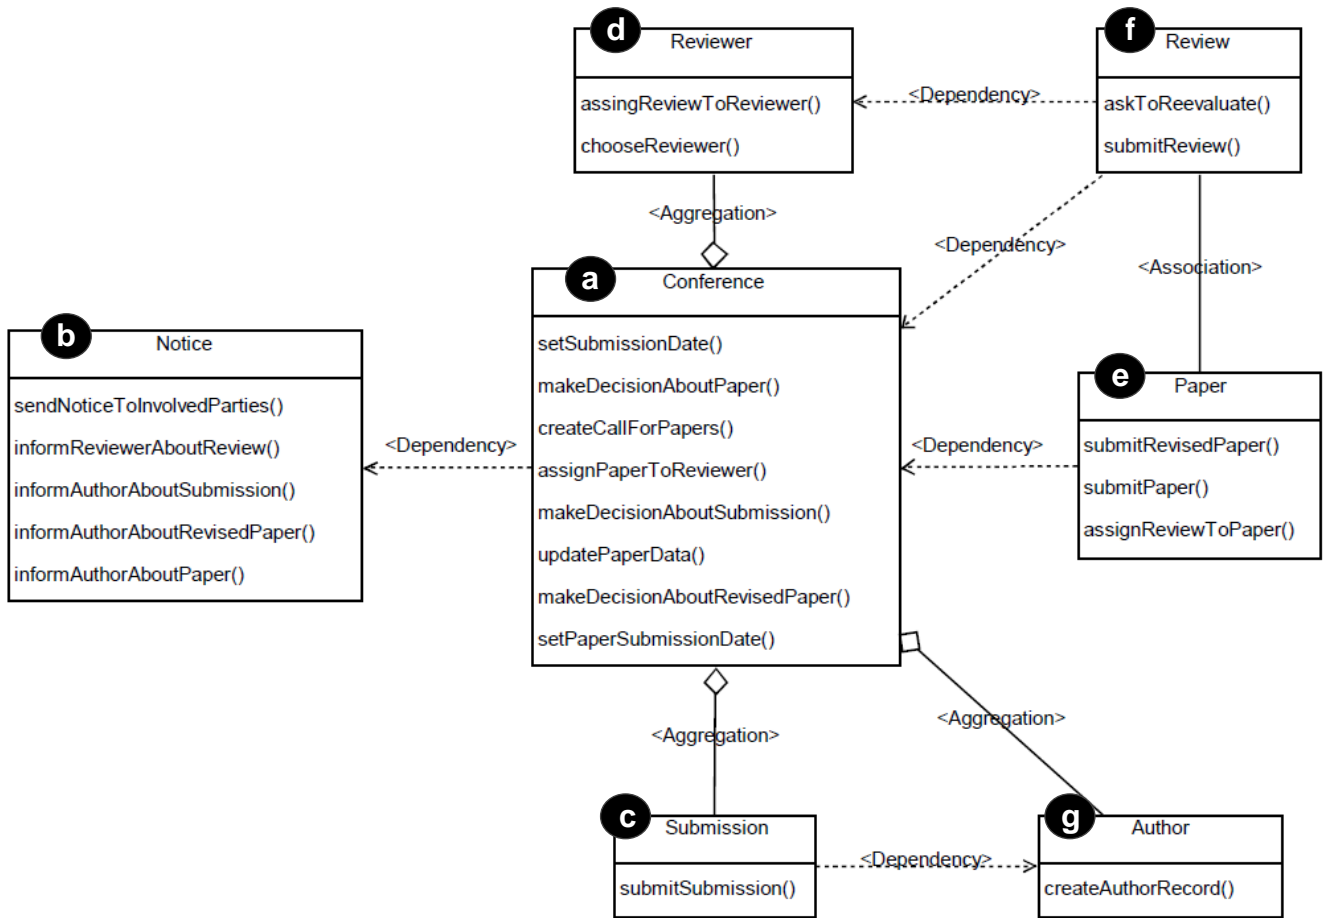 d
Reviewer
assingReviewToReviewer()
chooseReviewer()
<Dependency>
f
Review
askToReevaluate()
submitReview()
<Aggregation>
<Dependency>
<Association>
a
Conference
setSubmissionDate()
makeDecisionAboutPaper()
createCallForPapers()
assignPaperToReviewer()
makeDecisionAboutSubmission()
updatePaperData()
makeDecisionAboutRevisedPaper()
setPaperSubmissionDate()
b
Notice
sendNoticeToInvolvedParties()
informReviewerAboutReview()
informAuthorAboutSubmission()
informAuthorAboutRevisedPaper()
informAuthorAboutPaper()
<Dependency>
<Dependency>
e
Paper
submitRevisedPaper()
submitPaper()
assignReviewToPaper()
<Aggregation>
<Aggregation>
c
Submission
submitSubmission()
<Dependency>
g
Author
createAuthorRecord()